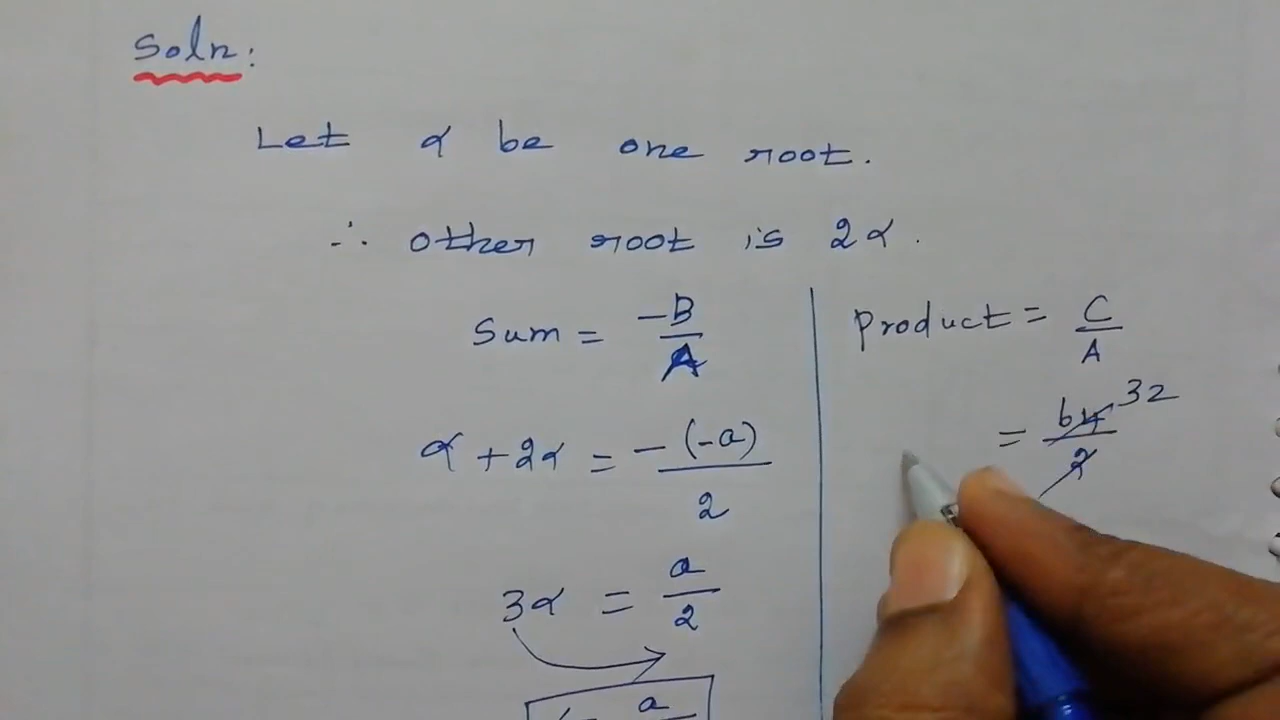 Soln:
Let α be one root.
∴ other root is 2α.
Sum = -B/A
α + 2α = -(-a)/2
3α = a/2
a
Product = C/A
= 64/2 32